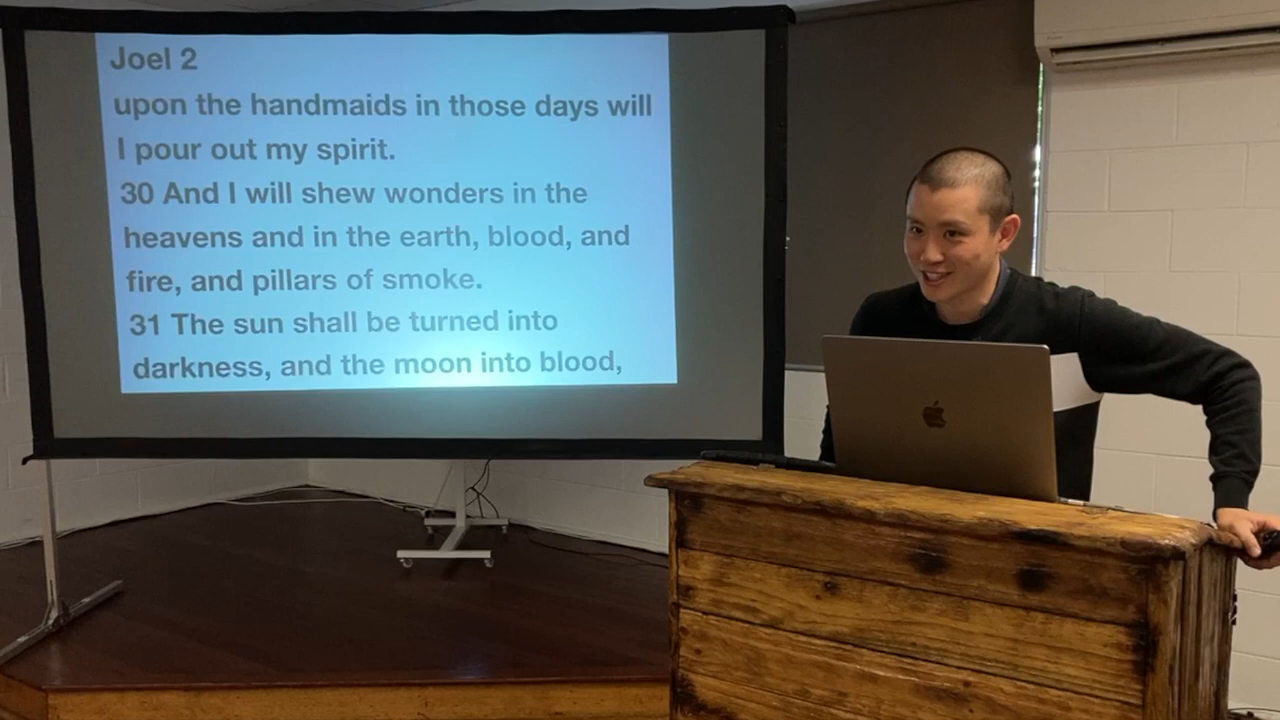 Joel 2
upon the handmaids in those days will
I pour out my spirit.
30 And I will shew wonders in the
heavens and in the earth, blood, and
fire, and pillars of smoke.
31 The sun shall be turned into
darkness, and the moon into blood,